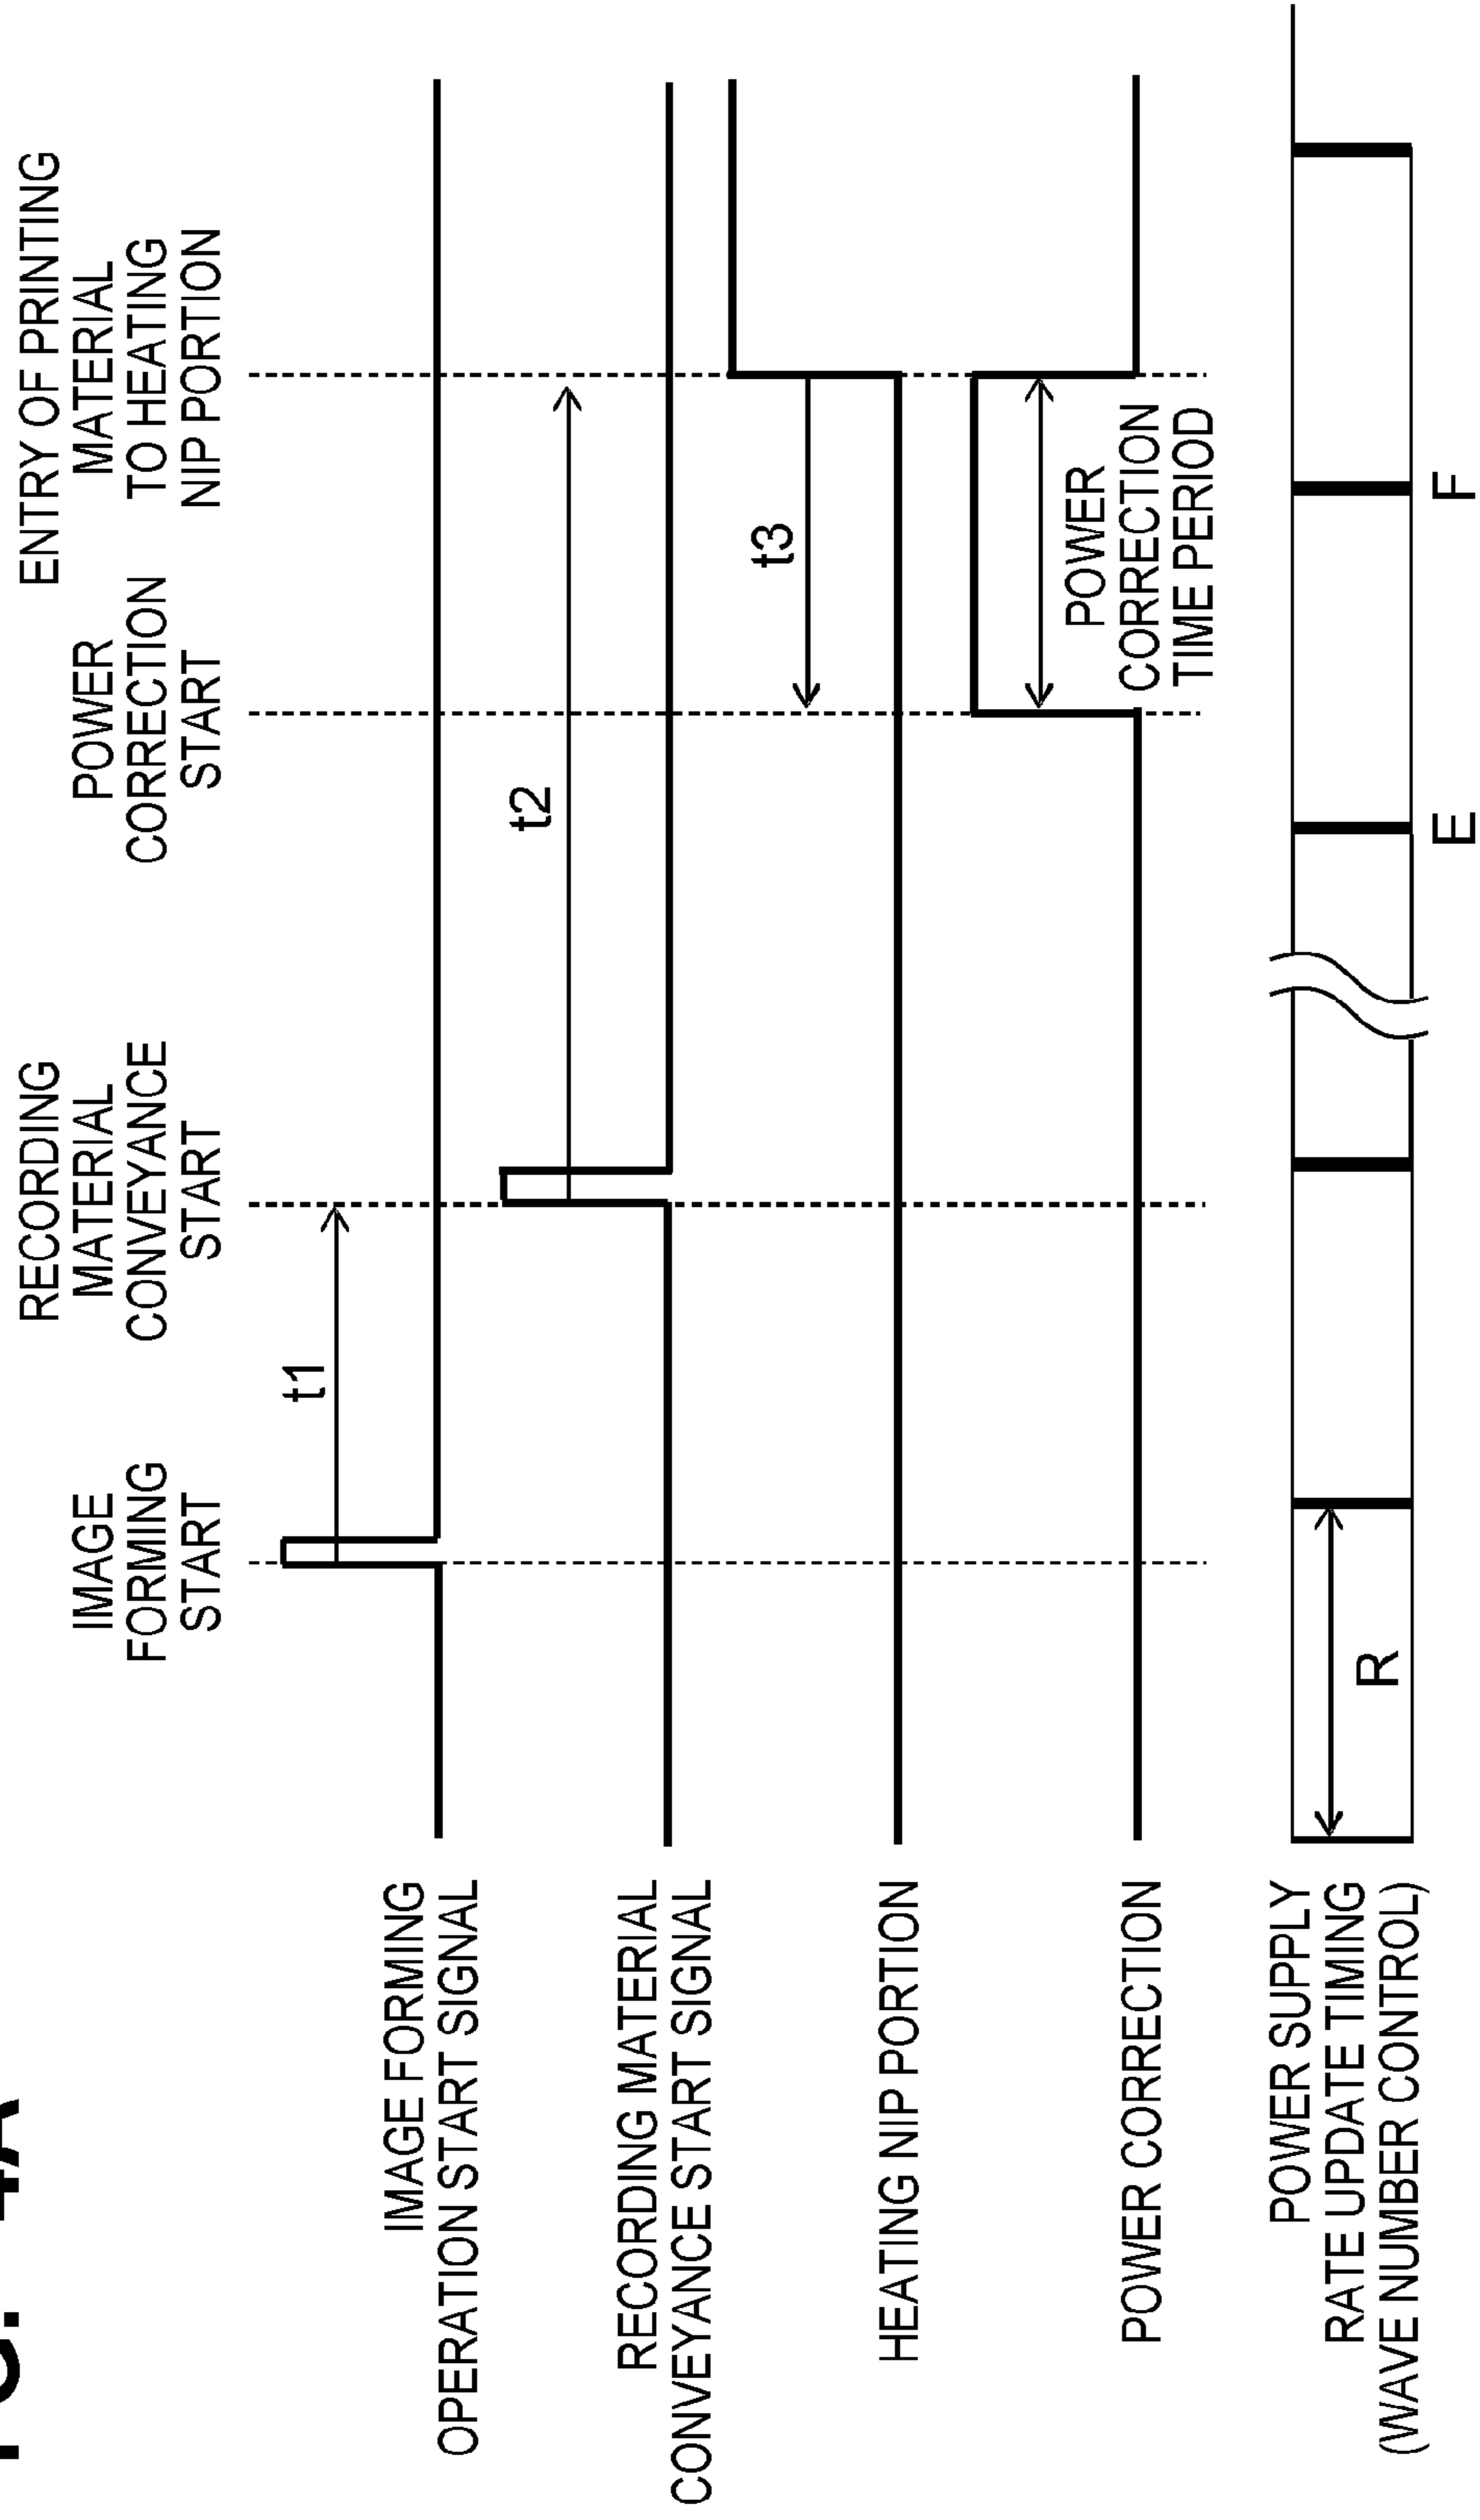 IMAGE
FORMING
START
RECORDING
MATERIAL
CONVEYANCE
START
POWER
CORRECTION
START
ENTRY OF PRINTING
MATERIAL
TO HEATING
NIP PORTION
t1
IMAGE FORMING
OPERATION START SIGNAL
t2
RECORDING MATERIAL
CONVEYANCE START SIGNAL
t3
HEATING NIP PORTION
POWER CORRECTION
POWER
CORRECTION
TIME PERIOD
POWER SUPPLY
RATE UPDATE TIMING
(WAVE NUMBER CONTROL)
R
E
F